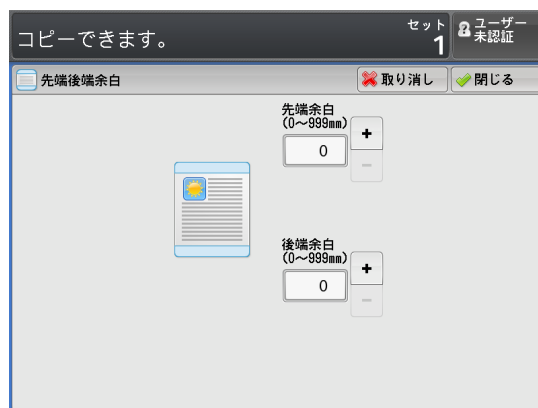 コピーできます。
セット
1
ユーザー
未認証
先端後端余白
取り消し
閉じる
先端余白
(0～999mm)
0
+
-
後端余白
(0～999mm)
0
+
-